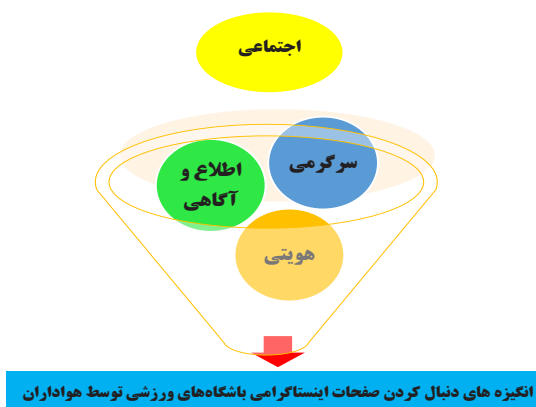 اجتماعی
سرگرمی
اطلاع و
آگاهی
هویتی
انگیزه های دنبال کردن صفحات اینستاگرامی باشگاه‌های ورزشی توسط هواداران